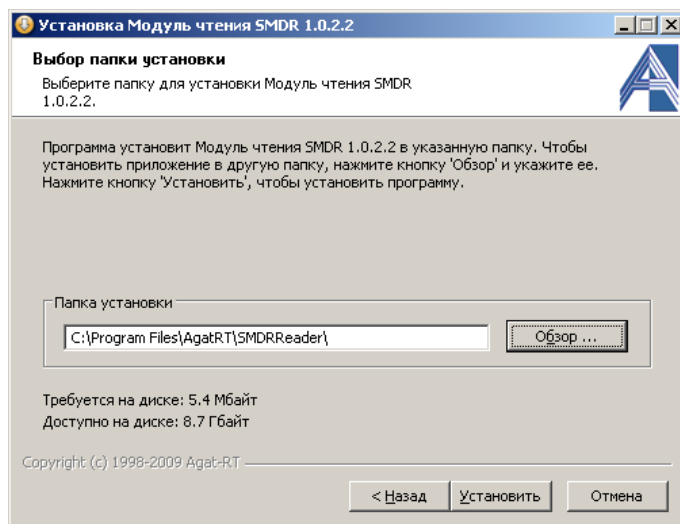 Установка Модуль чтения SMDR 1.0.2.2
Выбор папки установки
Выберите папку для установки Модуль чтения SMDR
1.0.2.2.
Программа установит Модуль чтения SMDR 1.0.2.2 в указанную папку. Чтобы
установить приложение в другую папку, нажмите кнопку 'Обзор' и укажите ее.
Нажмите кнопку 'Установить', чтобы установить программу.
Папка установки
C:\Program Files\AgatRT\SMDRReader\
Обзор ...
Требуется на диске: 5.4 Мбайт
Доступно на диске: 8.7 Гбайт
Copyright (c) 1998-2009 Agat-RT
< Назад
Установить
Отмена